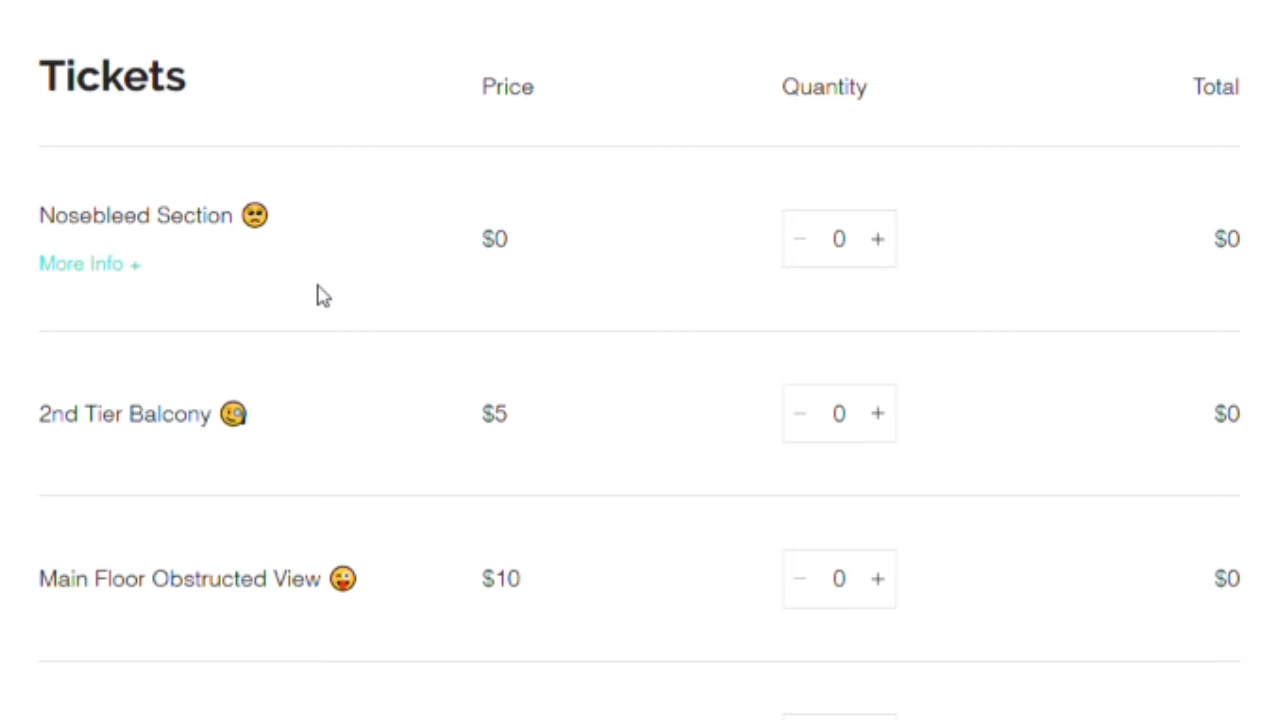 Tickets Price Quantity Total
Nosebleed Section 🥺
More Info +
$0 − 0 + $0
2nd Tier Balcony 🧐 $5 − 0 + $0
Main Floor Obstructed View 😜 $10 − 0 + $0